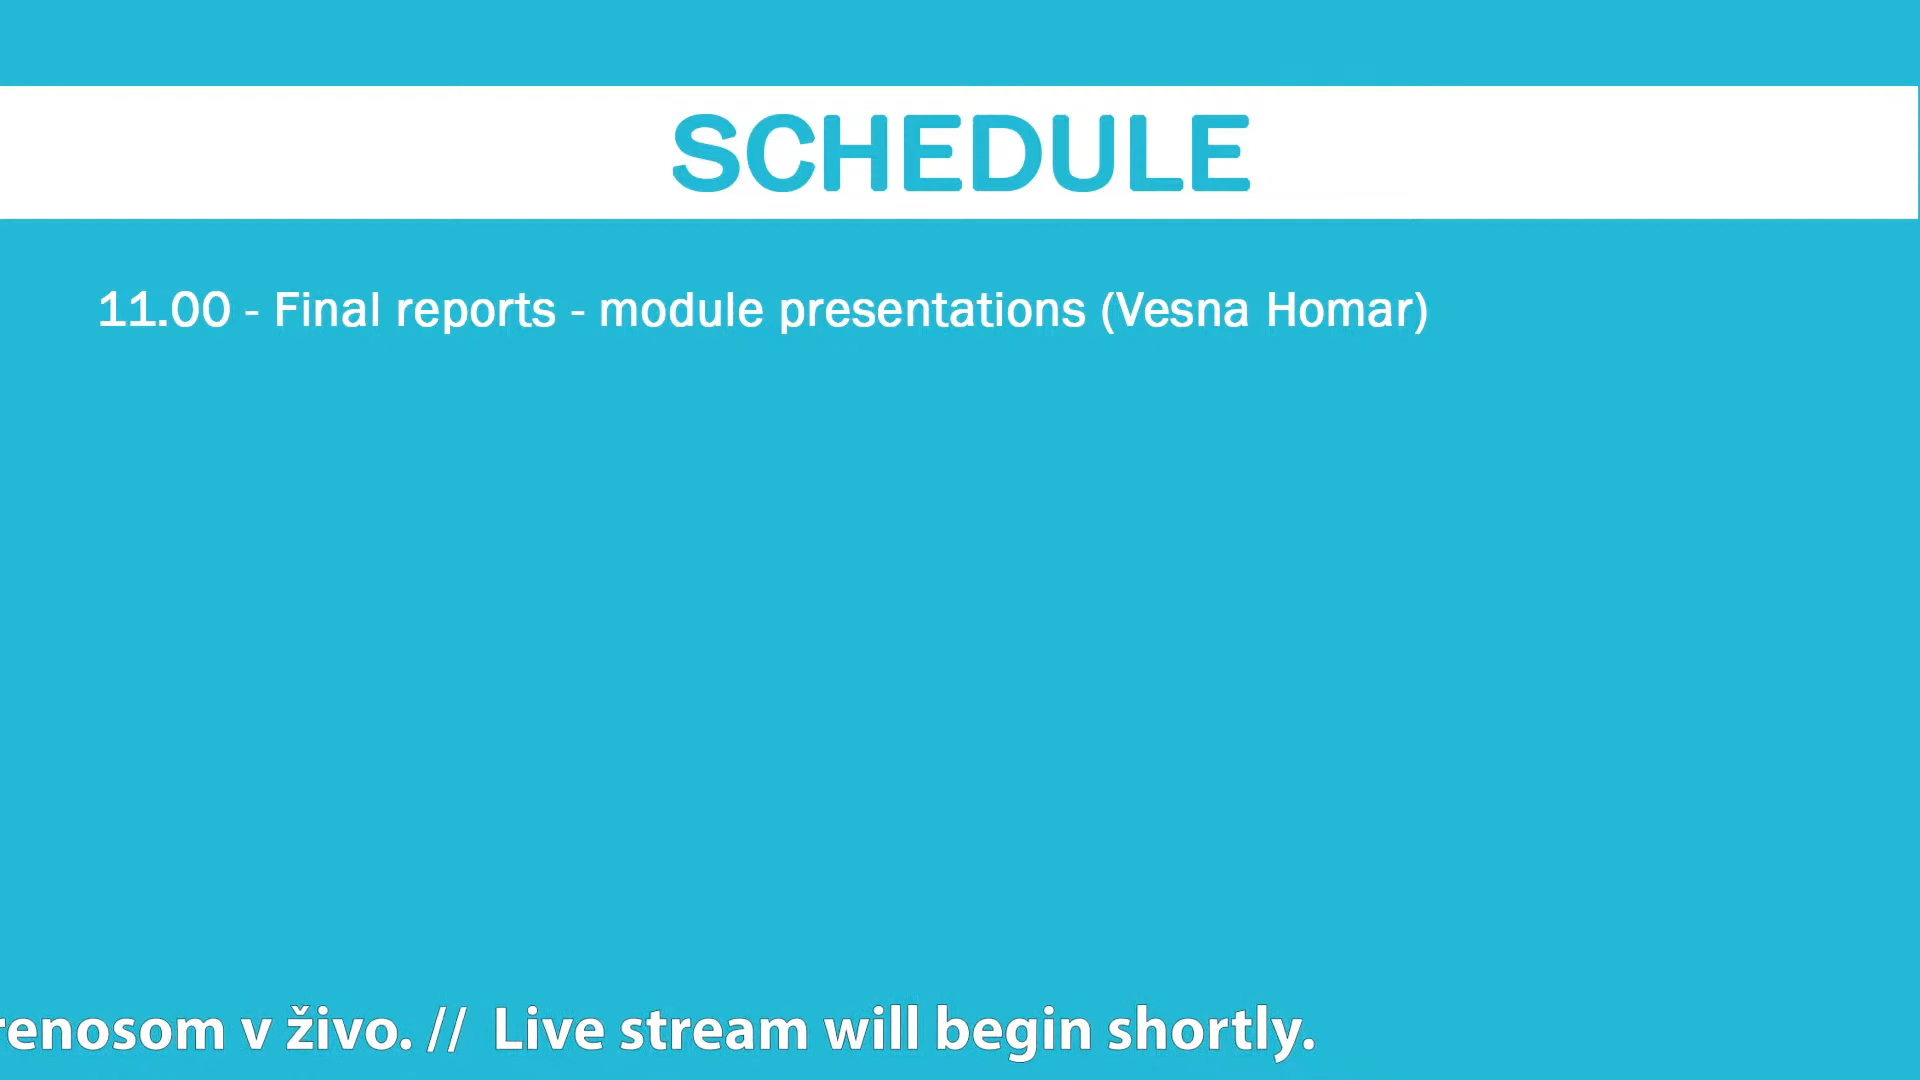 SCHEDULE
11.00 - Final reports - module presentations (Vesna Homar)
renosom v živo. // Live stream will begin shortly.